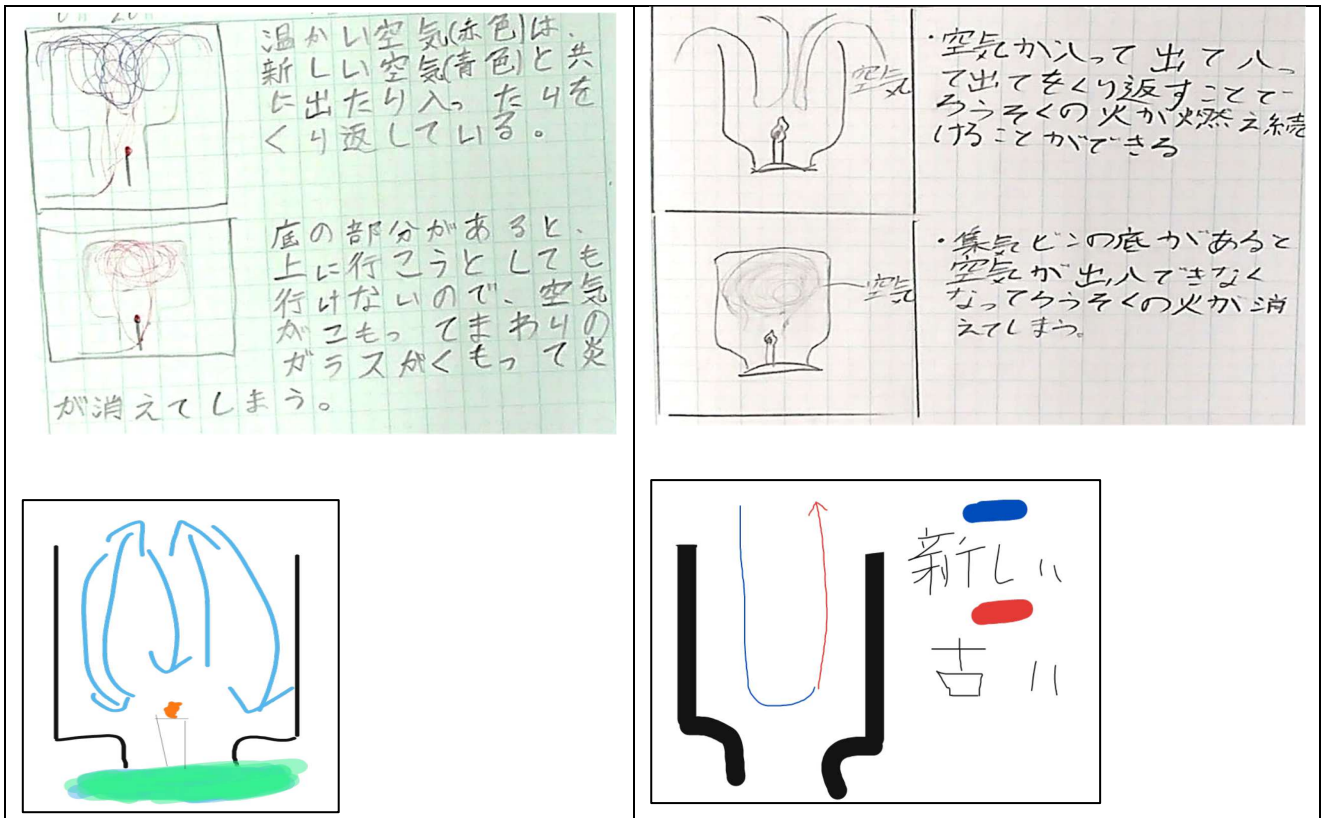 温かい空気(赤色)は、
新しい空気(青色)と共
に出たり入ったりを
くり返している。
底の部分があると、
上に行こうとしても
行けないので、空気
がこもってまわりの
ガラスがくもって炎
が消えてしまう。
空気
・空気が入って出て入っ
て出てをくり返すことで
ろうそくの火が燃え続
けることができる
空気
・集気ビンの底があると
空気が出入できなく
なってろうそくの火が消
えてしまう。
新しい
古い